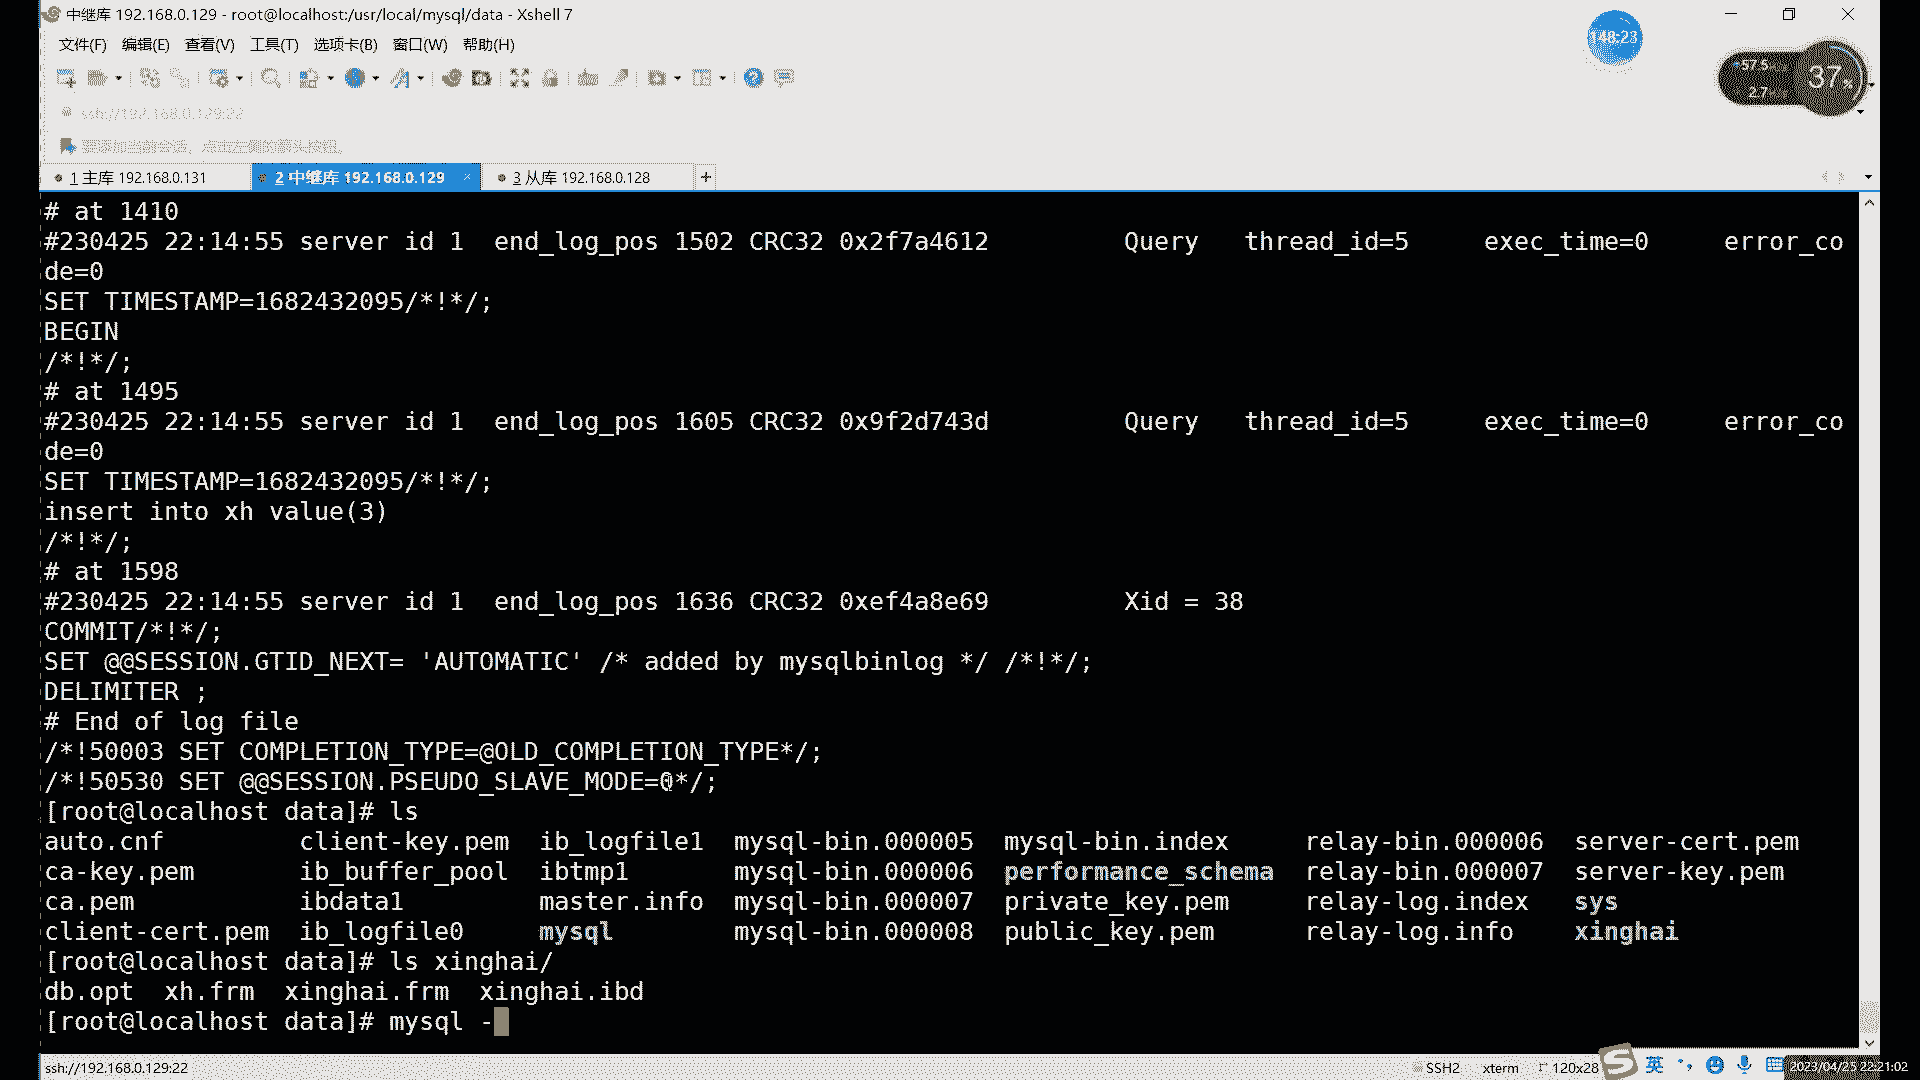 中继库 192.168.0.129 - root@localhost:/usr/local/mysql/data - Xshell 7
文件(F) 编辑(E) 查看(V) 工具(T) 选项卡(B) 窗口(W) 帮助(H)
148:23
57.5
2.7
37%
ssh://192.168.0.129:22
要添加当前会话，点击左侧的箭头按钮。
1 主库 192.168.0.131
2 中继库 192.168.0.129 ×
3 从库 192.168.0.128
+
# at 1410
#230425 22:14:55 server id 1  end_log_pos 1502 CRC32 0x2f7a4612         Query   thread_id=5     exec_time=0     error_co
de=0
SET TIMESTAMP=1682432095/*!*/;
BEGIN
/*!*/;
# at 1495
#230425 22:14:55 server id 1  end_log_pos 1605 CRC32 0x9f2d743d         Query   thread_id=5     exec_time=0     error_co
de=0
SET TIMESTAMP=1682432095/*!*/;
insert into xh value(3)
/*!*/;
# at 1598
#230425 22:14:55 server id 1  end_log_pos 1636 CRC32 0xef4a8e69         Xid = 38
COMMIT/*!*/;
SET @@SESSION.GTID_NEXT= 'AUTOMATIC' /* added by mysqlbinlog */ /*!*/;
DELIMITER ;
# End of log file
/*!50003 SET COMPLETION_TYPE=@OLD_COMPLETION_TYPE*/;
/*!50530 SET @@SESSION.PSEUDO_SLAVE_MODE=0*/;
[root@localhost data]# ls
auto.cnf         client-key.pem  ib_logfile1  mysql-bin.000005  mysql-bin.index     relay-bin.000006  server-cert.pem
ca-key.pem       ib_buffer_pool  ibtmp1       mysql-bin.000006  performance_schema  relay-bin.000007  server-key.pem
ca.pem           ibdata1         master.info  mysql-bin.000007  private_key.pem     relay-log.index   sys
client-cert.pem  ib_logfile0     mysql        mysql-bin.000008  public_key.pem      relay-log.info    xinghai
[root@localhost data]# ls xinghai/
db.opt  xh.frm  xinghai.frm  xinghai.ibd
[root@localhost data]# mysql -
ssh://192.168.0.129:22
SSH2
xterm
120x28
英
2023/04/25 22:21:02